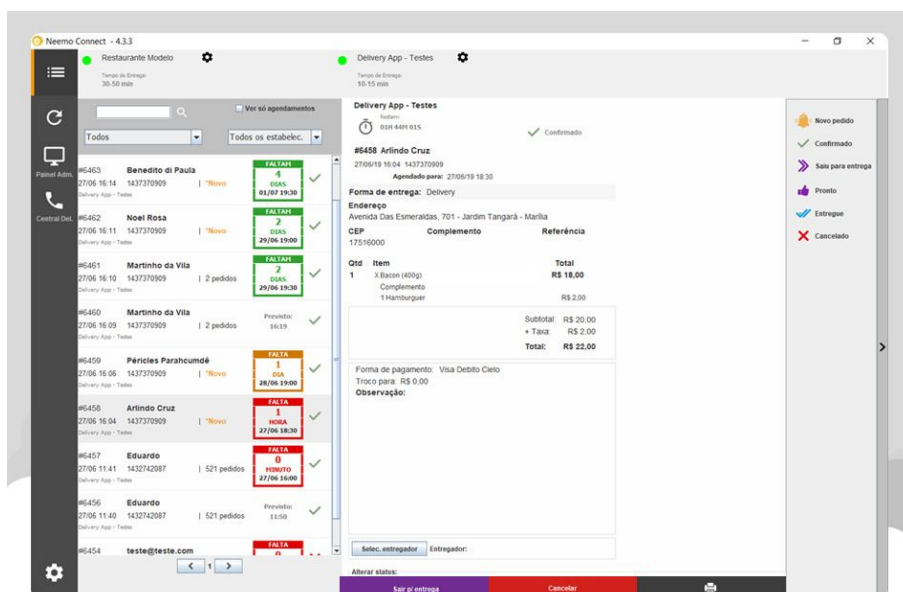 Neemo Connect - 4.3.3
Restaurante Modelo
Tempo de Entrega:
30-50 min
Delivery App - Testes
Tempo de Entrega:
10-15 min
Ver só agendamentos
Todos
Todos os estabelec.
Painel Adm.
Central Del.
#6463 Benedito di Paula
27/06 16:14 1437370909 | *Novo
Delivery App - Testes
FALTAM
4
DIAS
01/07 19:30
#6462 Noel Rosa
27/06 16:11 1437370909 | *Novo
Delivery App - Testes
FALTAM
2
DIAS
29/06 19:00
#6461 Martinho da Vila
27/06 16:10 1437370909 | 2 pedidos
Delivery App - Testes
FALTAM
2
DIAS
29/06 19:30
#6460 Martinho da Vila
27/06 16:09 1437370909 | 2 pedidos
Delivery App - Testes
Previsto:
16:19
#6459 Péricles Parahcumdê
27/06 16:06 1437370909 | *Novo
Delivery App - Testes
FALTA
1
DIA
28/06 19:00
#6458 Arlindo Cruz
27/06 16:04 1437370909 | *Novo
Delivery App - Testes
FALTA
1
HORA
27/06 18:30
#6457 Eduardo
27/06 11:41 1432742087 | 521 pedidos
Delivery App - Testes
FALTA
0
MINUTO
27/06 16:00
#6456 Eduardo
27/06 11:40 1432742087 | 521 pedidos
Delivery App - Testes
Previsto:
11:50
#6454 teste@teste.com
FALTA
0
1
Delivery App - Testes
Restam:
01H 44M 01S
Confirmado
#6458 Arlindo Cruz
27/06/19 16:04 1437370909
Agendado para: 27/06/19 18:30
Forma de entrega: Delivery
Endereço
Avenida Das Esmeraldas, 701 - Jardim Tangará - Marília
CEP Complemento Referência
17516000
Qtd Item Total
1 X Bacon (400g) R$ 18,00
Complemento
1 Hamburguer R$ 2,00
Subtotal: R$ 20,00
+ Taxa: R$ 2,00
Total: R$ 22,00
Forma de pagamento: Visa Debito Cielo
Troco para: R$ 0,00
Observação:
Selec. entregador Entregador:
Alterar status:
Sair p/ entrega
Cancelar
Novo pedido
Confirmado
Saiu para entrega
Pronto
Entregue
Cancelado